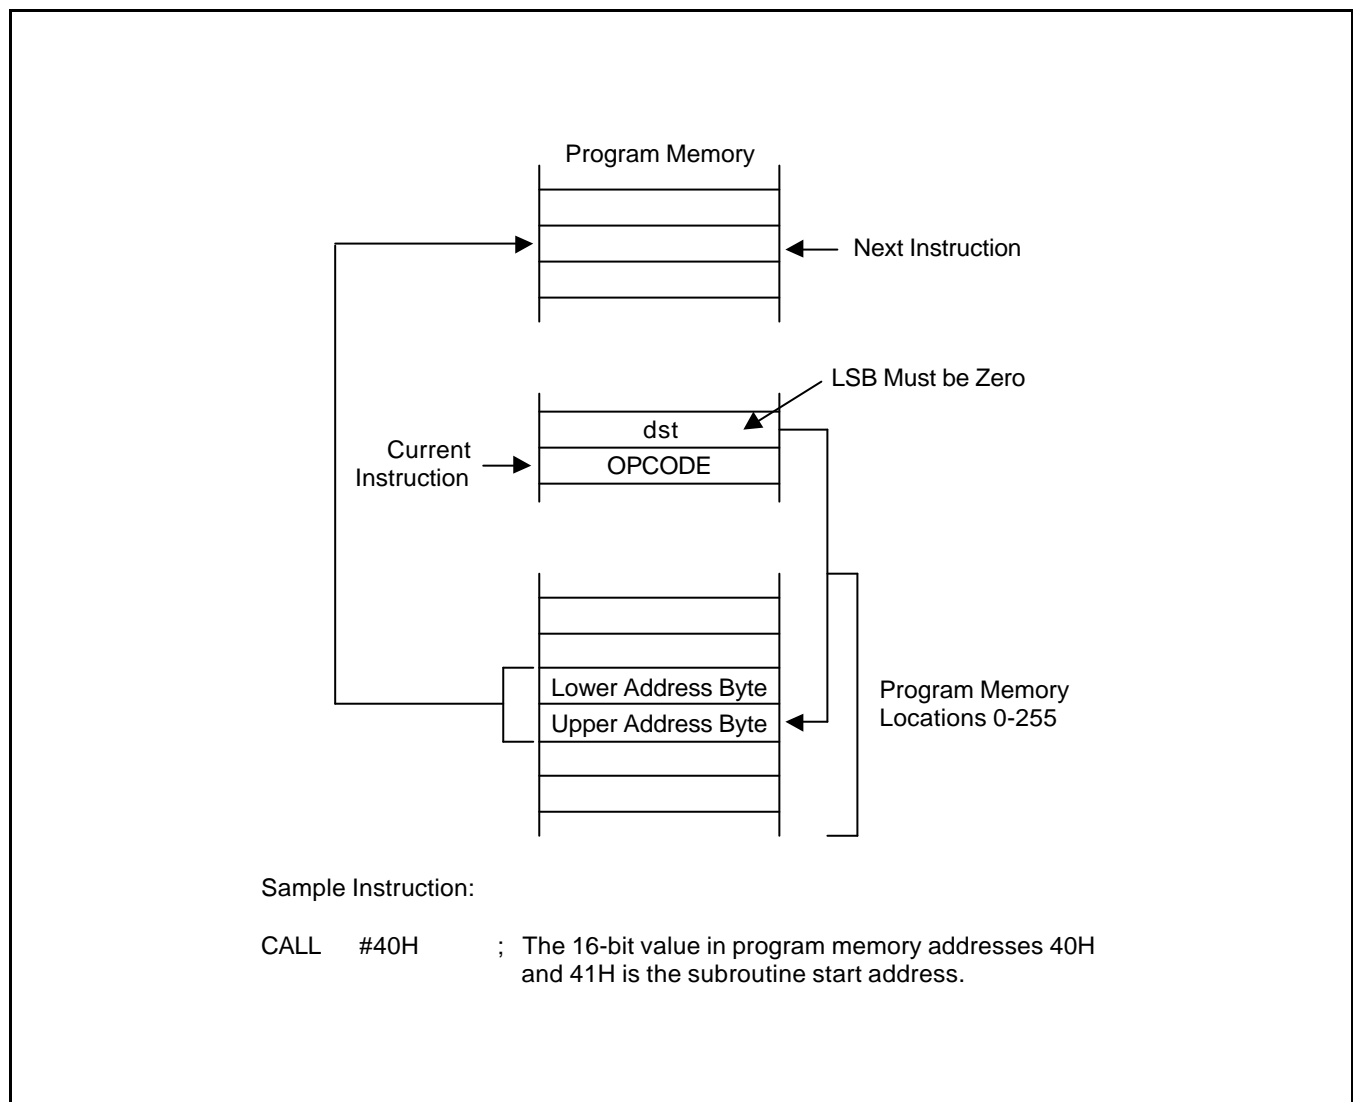 Program Memory
Next Instruction
LSB Must be Zero
dst
Current
Instruction
OPCODE
Lower Address Byte
Upper Address Byte
Program Memory
Locations 0-255
Sample Instruction:
CALL #40H ; The 16-bit value in program memory addresses 40H
and 41H is the subroutine start address.